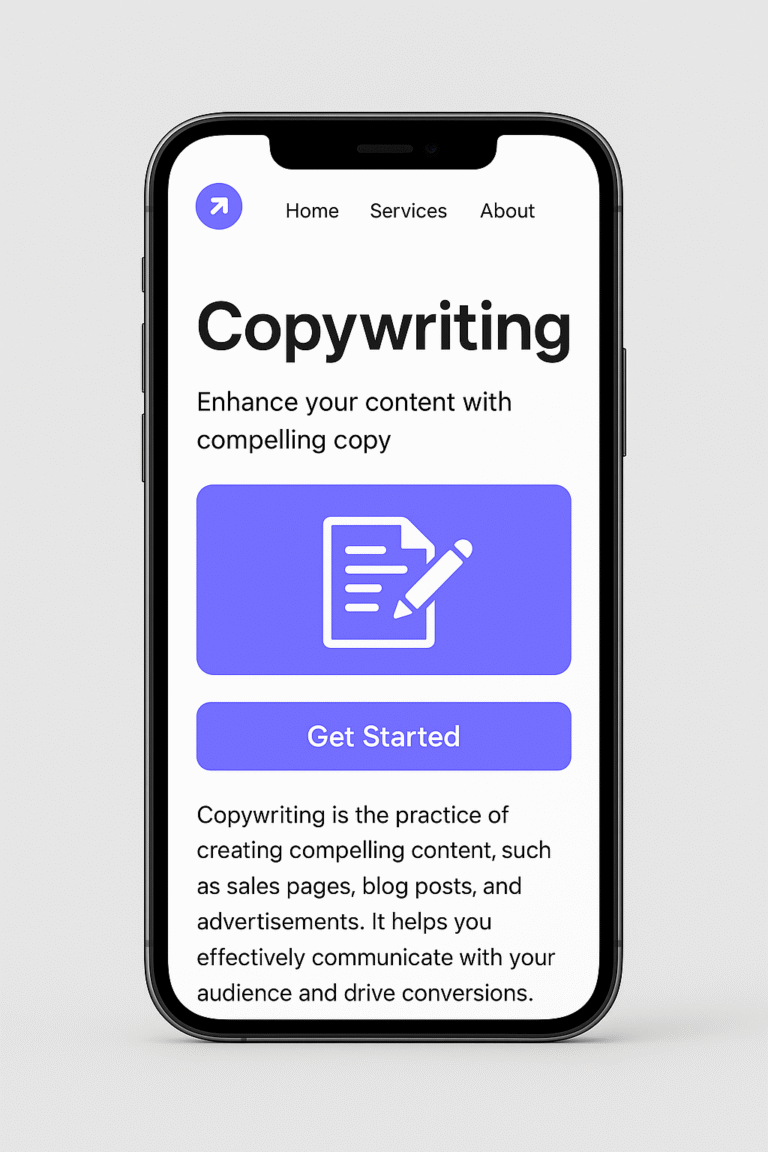 Home Services About
Copywriting
Enhance your content with
compelling copy
Get Started
Copywriting is the practice of
creating compelling content, such
as sales pages, blog posts, and
advertisements. It helps you
effectively communicate with your
audience and drive conversions.